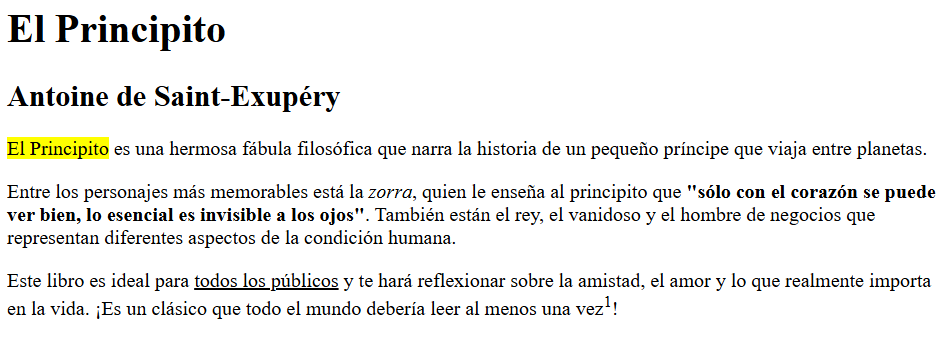 El Principito
Antoine de Saint-Exupéry
El Principito es una hermosa fábula filosófica que narra la historia de un pequeño príncipe que viaja entre planetas.
Entre los personajes más memorables está la zorra, quien le enseña al principito que "sólo con el corazón se puede
ver bien, lo esencial es invisible a los ojos". También están el rey, el vanidoso y el hombre de negocios que
representan diferentes aspectos de la condición humana.
Este libro es ideal para todos los públicos y te hará reflexionar sobre la amistad, el amor y lo que realmente importa
en la vida. ¡Es un clásico que todo el mundo debería leer al menos una vez¹!